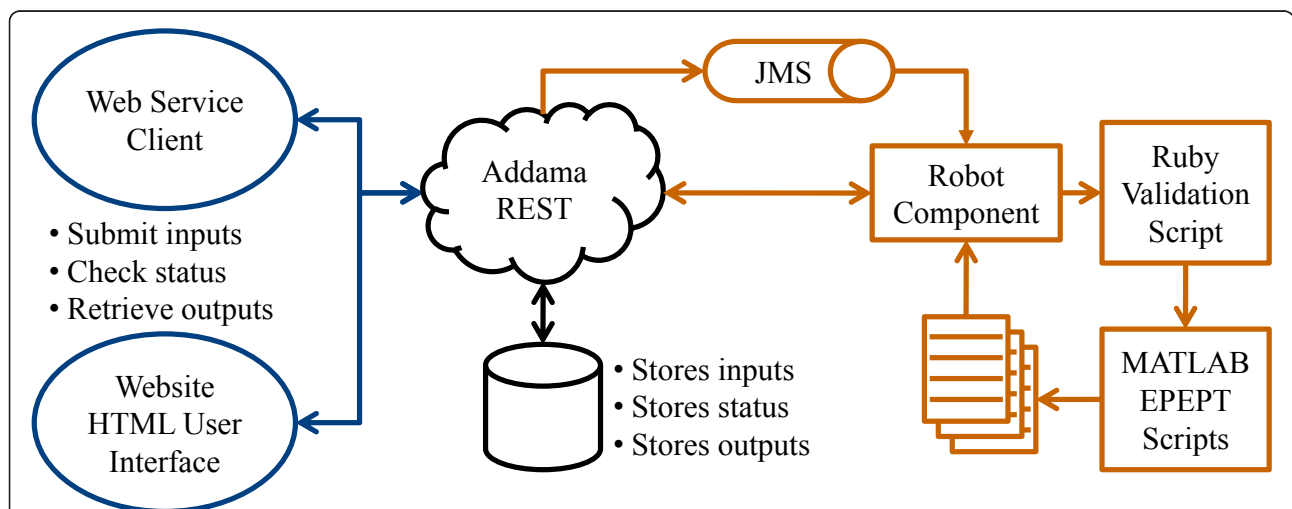 Web Service
Client
• Submit inputs
• Check status
• Retrieve outputs
Website
HTML User
Interface
Addama
REST
• Stores inputs
• Stores status
• Stores outputs
JMS
Robot
Component
Ruby
Validation
Script
MATLAB
EPEPT
Scripts